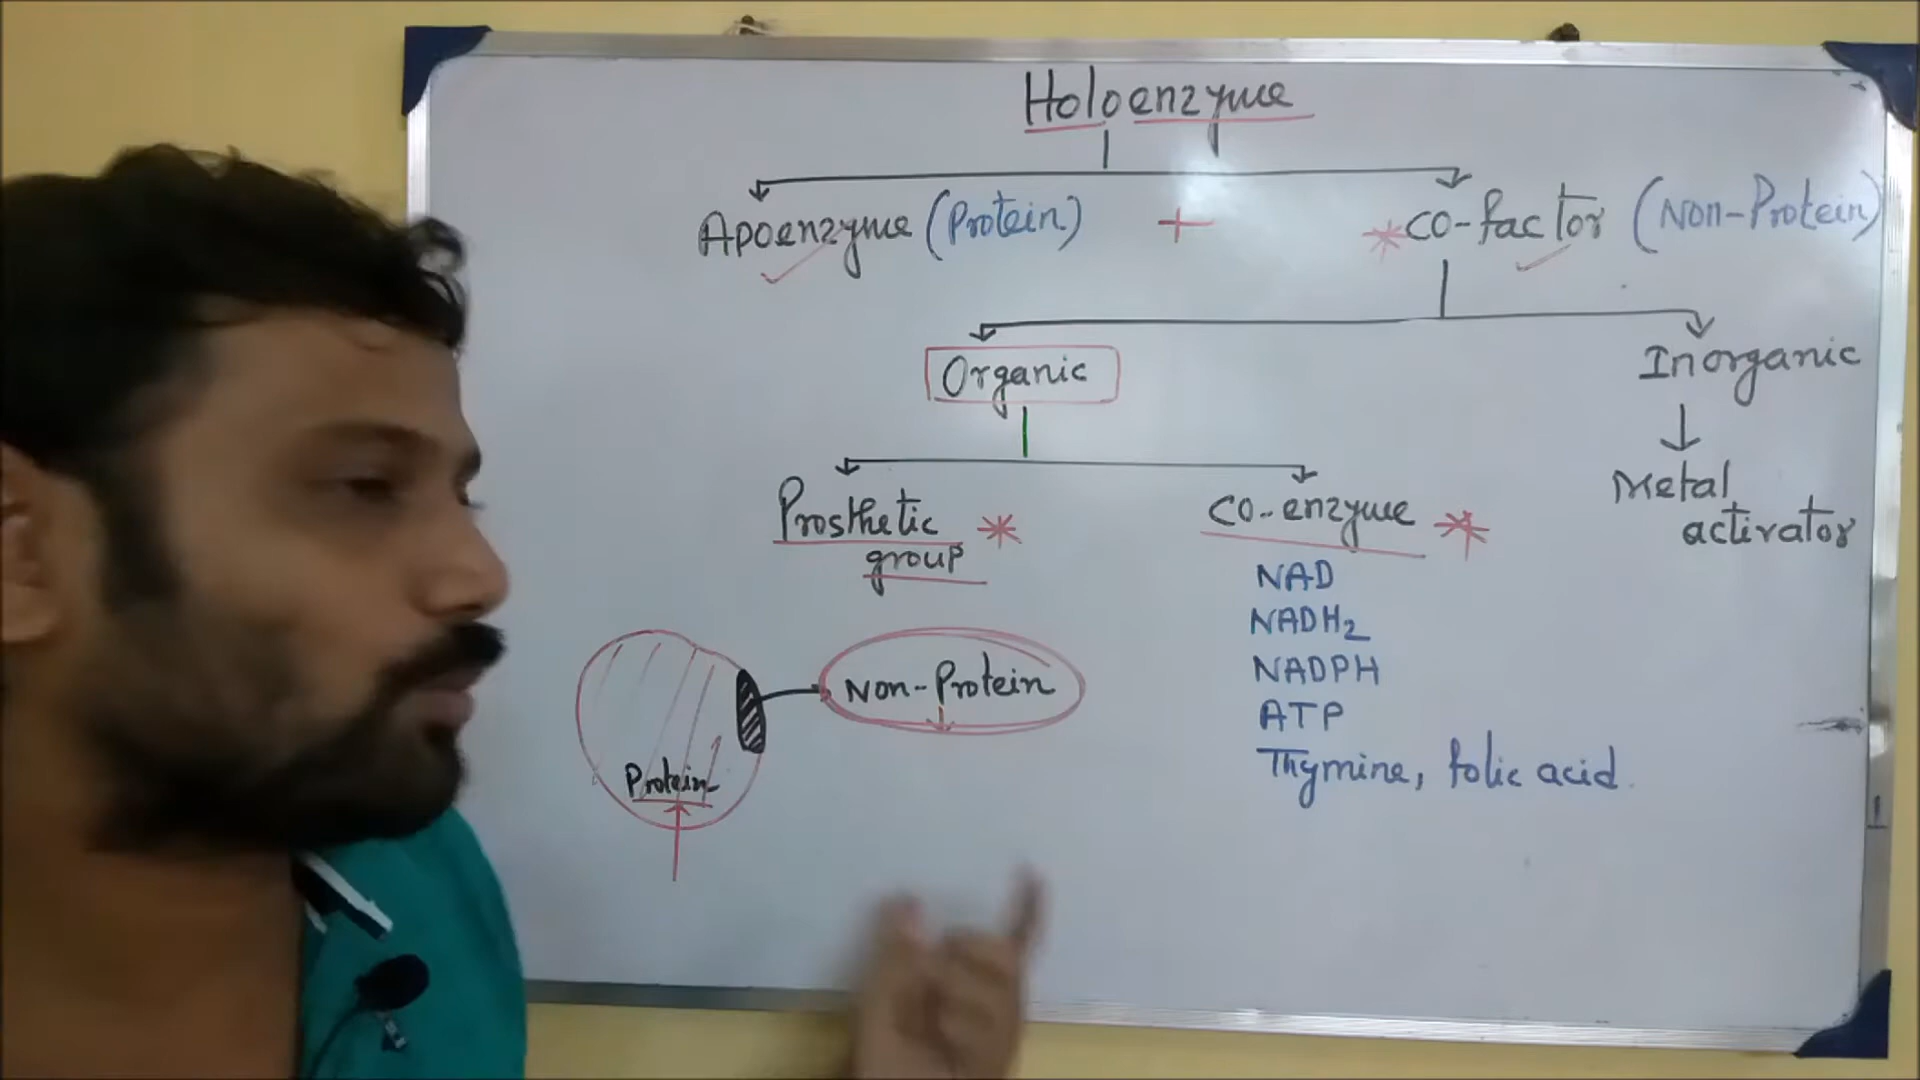 Holoenzyme
Apoenzyme (Protein) + * co-factor (Non-Protein)
Organic
Inorganic
Metal
activator
Prosthetic *
group
co-enzyme *
NAD
NADH2
NADPH
ATP
Thymine, folic acid.
Non-Protein
Protein